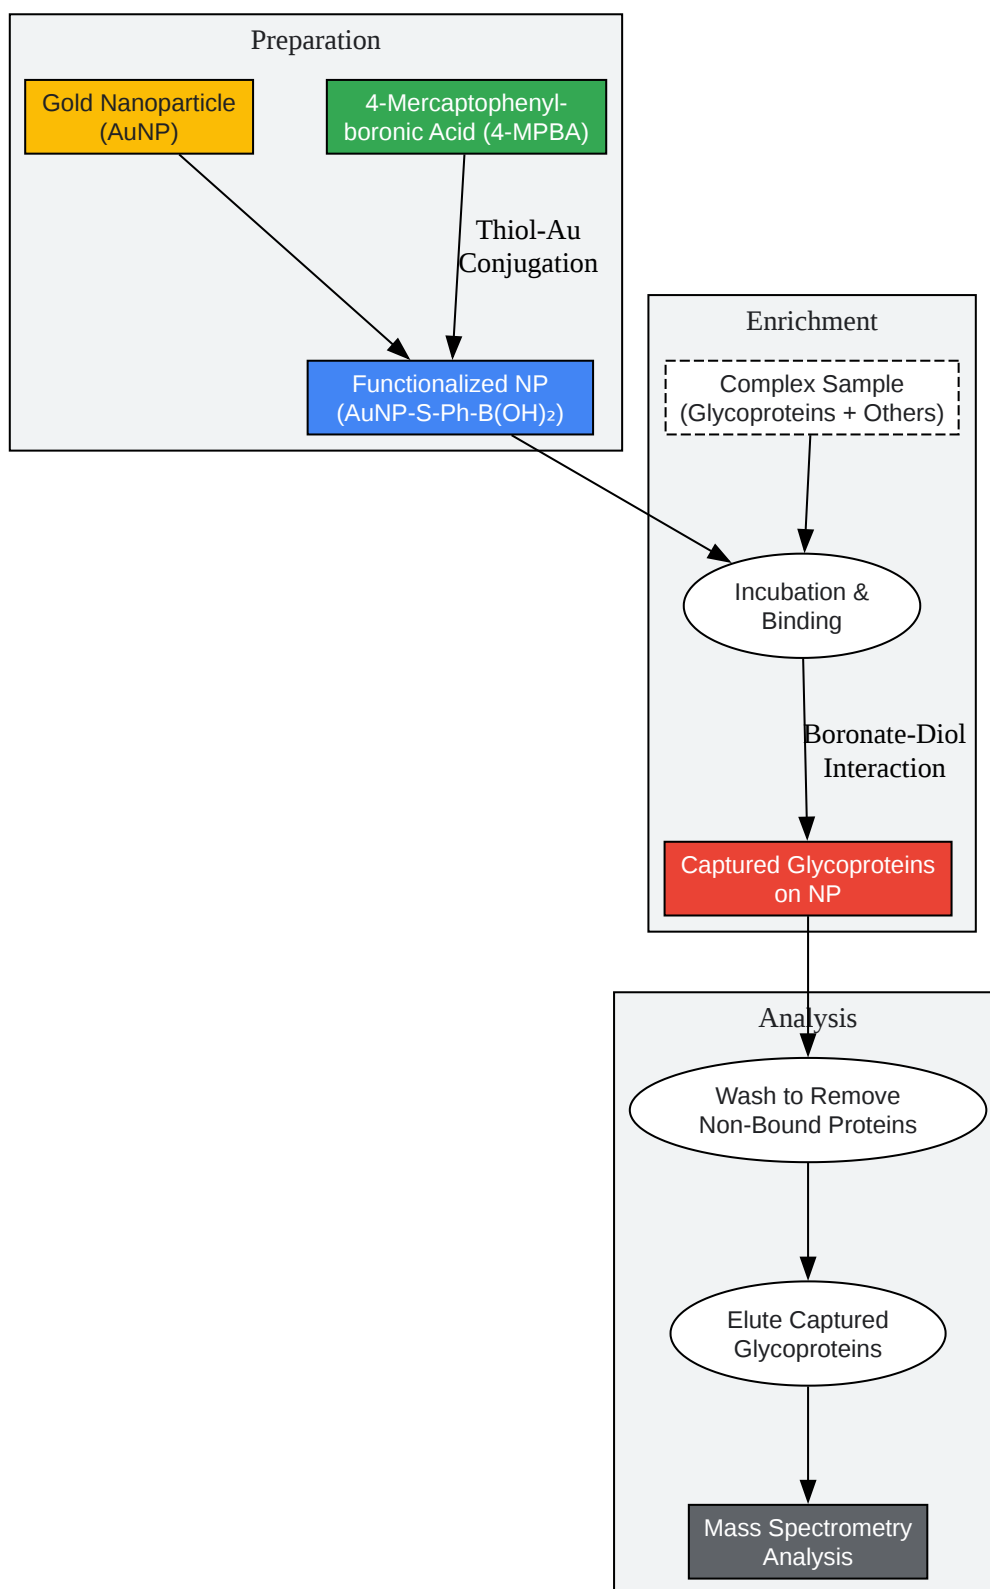 Preparation
Gold Nanoparticle
(AuNP)
4-Mercaptophenyl-
boronic Acid (4-MPBA)
Thiol-Au
Conjugation
Functionalized NP
(AuNP-S-Ph-B(OH)₂)
Enrichment
Complex Sample
(Glycoproteins + Others)
Incubation &
Binding
Boronate-Diol
Interaction
Captured Glycoproteins
on NP
Analysis
Wash to Remove
Non-Bound Proteins
Elute Captured
Glycoproteins
Mass Spectrometry
Analysis